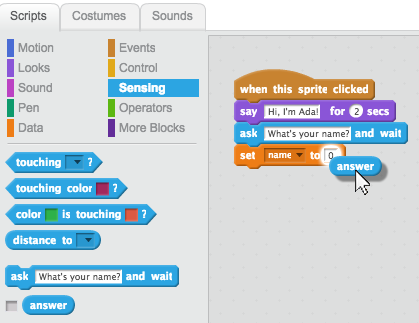 Scripts Costumes Sounds
Motion Events
Looks Control
Sound Sensing
Pen Operators
Data More Blocks
touching ?
touching color ?
color is touching ?
distance to
ask What's your name? and wait
answer
when this sprite clicked
say Hi, I'm Ada! for 2 secs
ask What's your name? and wait
set name to 0
answer